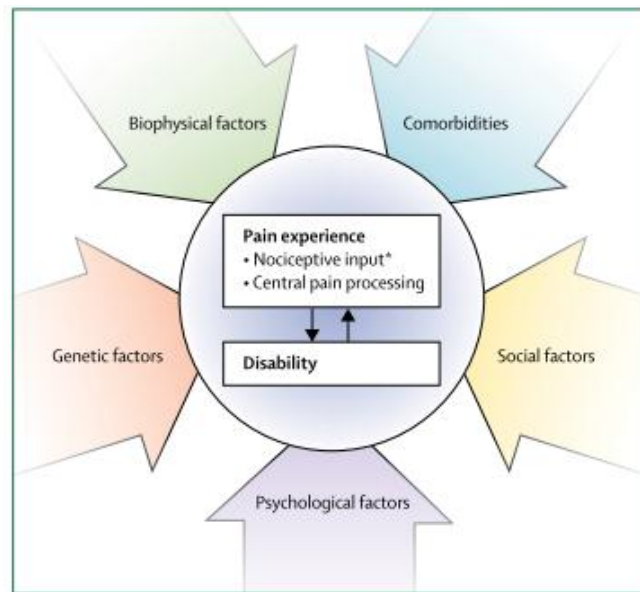 Biophysical factors
Comorbidities
Pain experience
• Nociceptive input*
• Central pain processing
Disability
Genetic factors
Social factors
Psychological factors